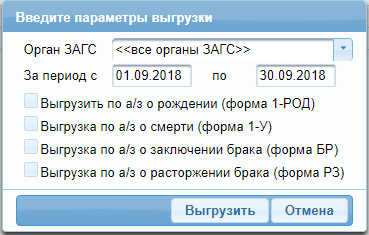 Введите параметры выгрузки
Орган ЗАГС <<все органы ЗАГС>>
За период с 01.09.2018 по 30.09.2018
Выгрузить по а/з о рождении (форма 1-РОД)
Выгрузка по а/з о смерти (форма 1-У)
Выгрузка по а/з о заключении брака (форма БР)
Выгрузка по а/з о расторжении брака (форма РЗ)
Выгрузить Отмена